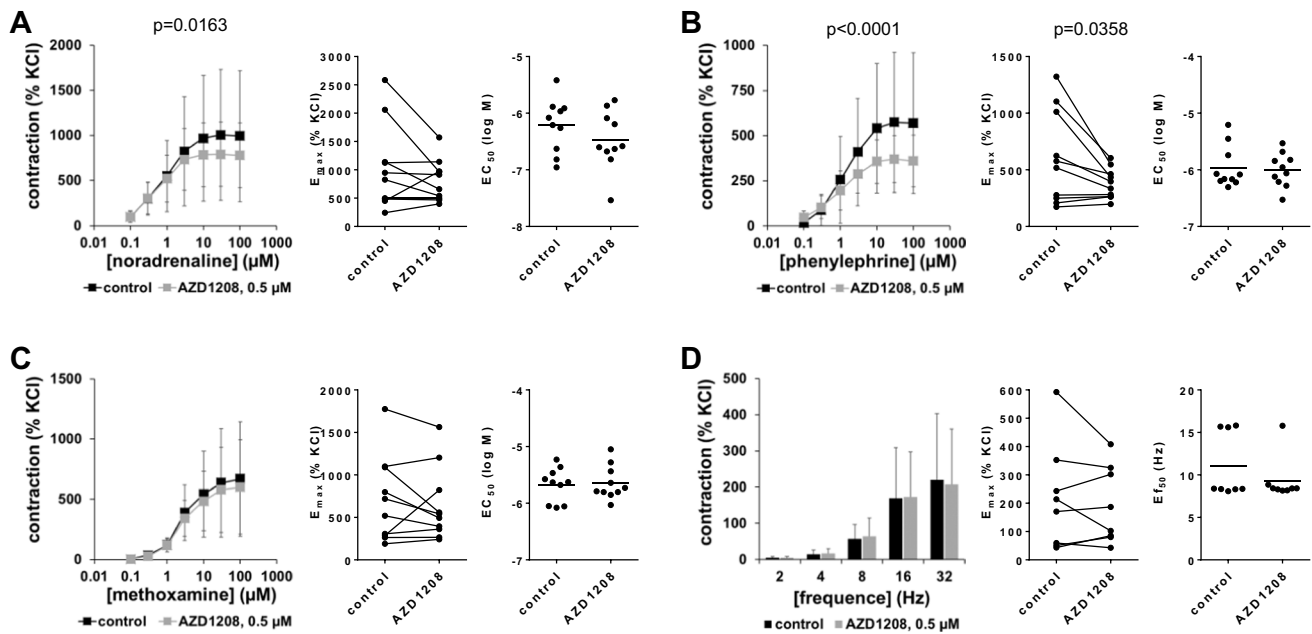 A
p=0.0163
contraction (% KCl)
2000
1500
1000
500
0
0.01 0.1 1 10 100 1000
[noradrenaline] (µM)
control AZD1208, 0.5 µM
Emax (% KCl)
3000
2500
2000
1500
1000
500
0
control AZD1208
EC50 (log M)
-5
-6
-7
-8
control AZD1208
B
p<0.0001
contraction (% KCl)
1000
750
500
250
0
0.01 0.1 1 10 100 1000
[phenylephrine] (µM)
control AZD1208, 0.5 µM
p=0.0358
Emax (% KCl)
1500
1000
500
0
control AZD1208
EC50 (log M)
-4
-5
-6
-7
control AZD1208
C
contraction (% KCl)
1500
1000
500
0
0.01 0.1 1 10 100 1000
[methoxamine] (µM)
control AZD1208, 0.5 µM
Emax (% KCl)
2000
1500
1000
500
0
control AZD1208
EC50 (log M)
-4
-5
-6
-7
control AZD1208
D
contraction (% KCl)
500
400
300
200
100
0
2 4 8 16 32
[frequence] (Hz)
control AZD1208, 0.5 µM
Emax (% KCl)
600
500
400
300
200
100
0
control AZD1208
Ef50 (Hz)
20
15
10
5
0
control AZD1208